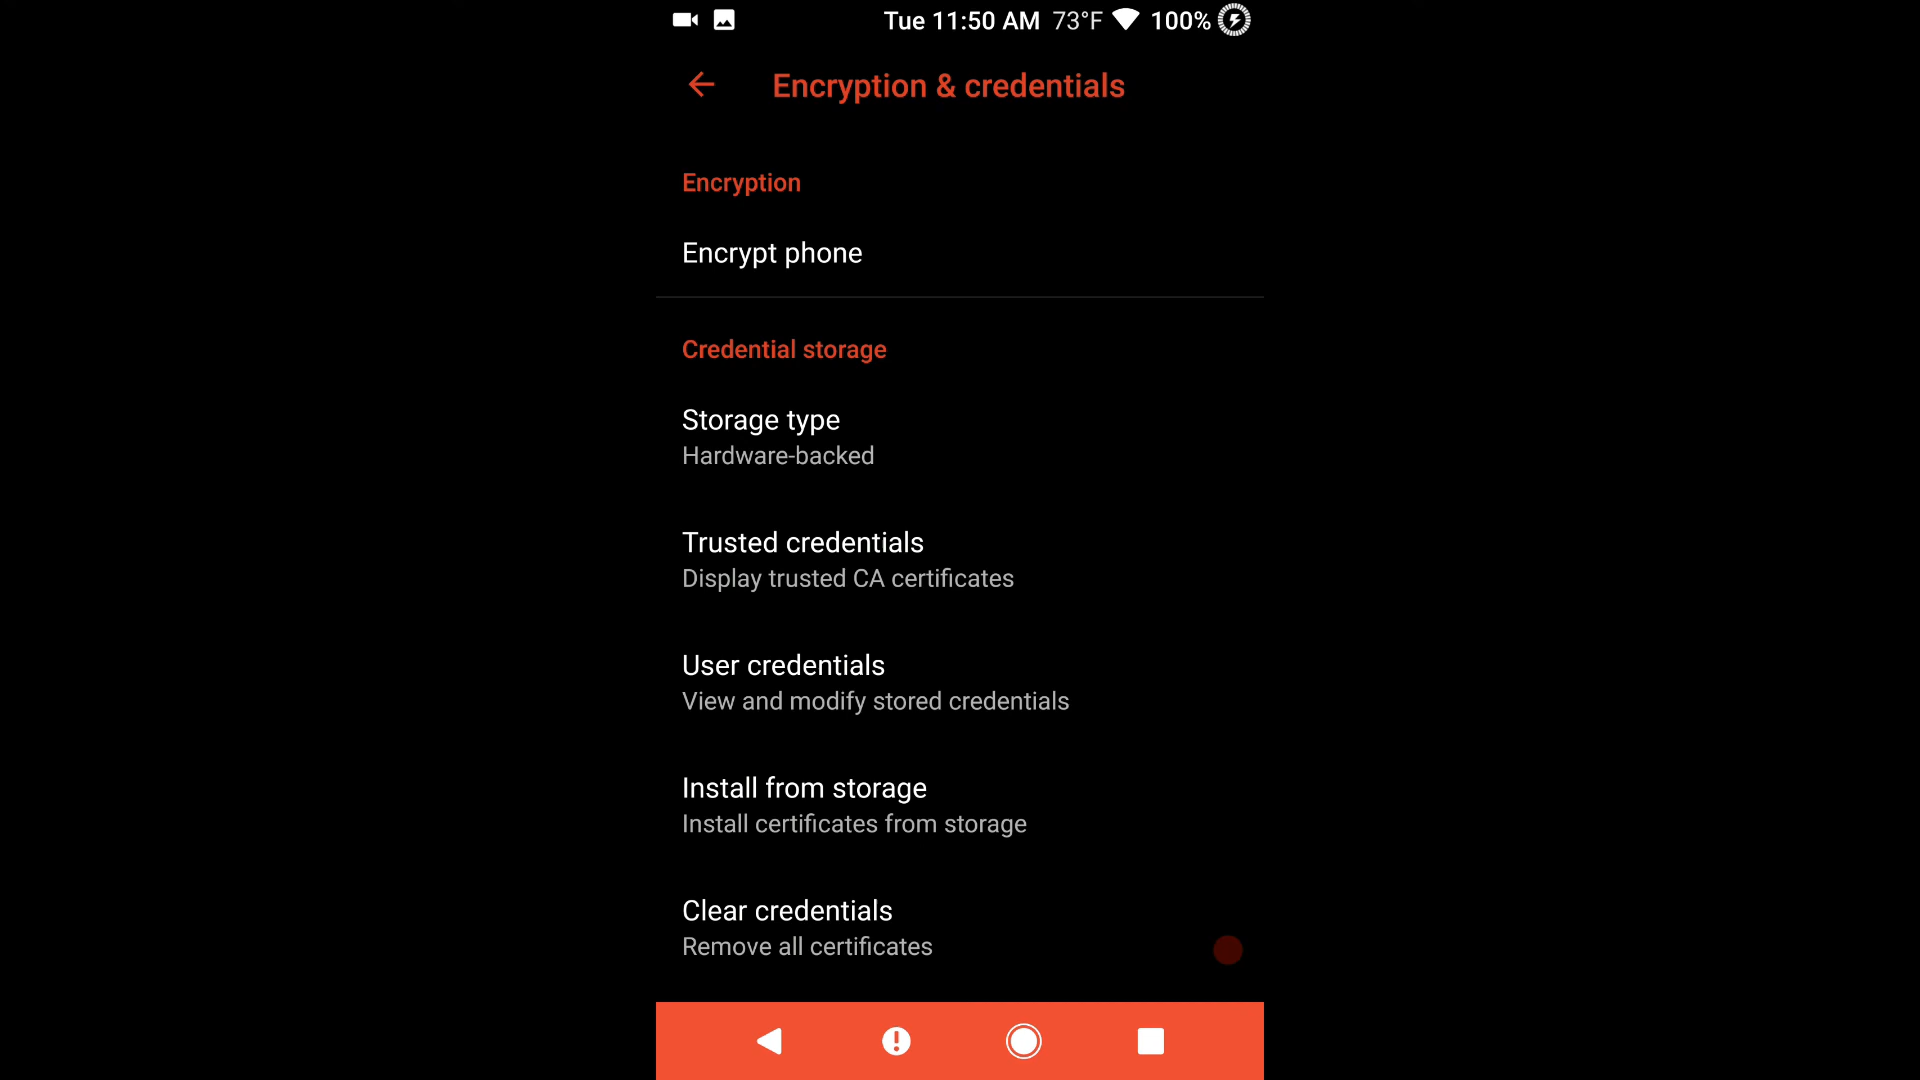 Tue 11:50 AM 73°F 100%
Encryption & credentials
Encryption
Encrypt phone
Credential storage
Storage type
Hardware-backed
Trusted credentials
Display trusted CA certificates
User credentials
View and modify stored credentials
Install from storage
Install certificates from storage
Clear credentials
Remove all certificates